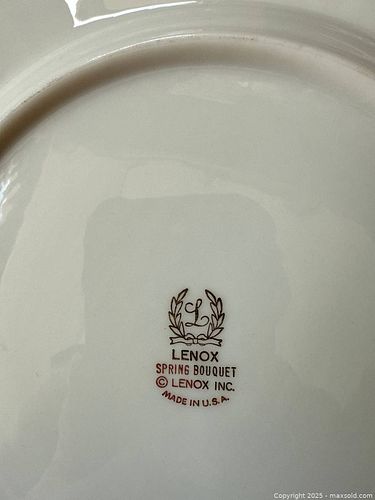 L
LENOX
SPRING BOUQUET
© LENOX INC.
MADE IN U.S.A.
Copyright 2025 - maxsold.com